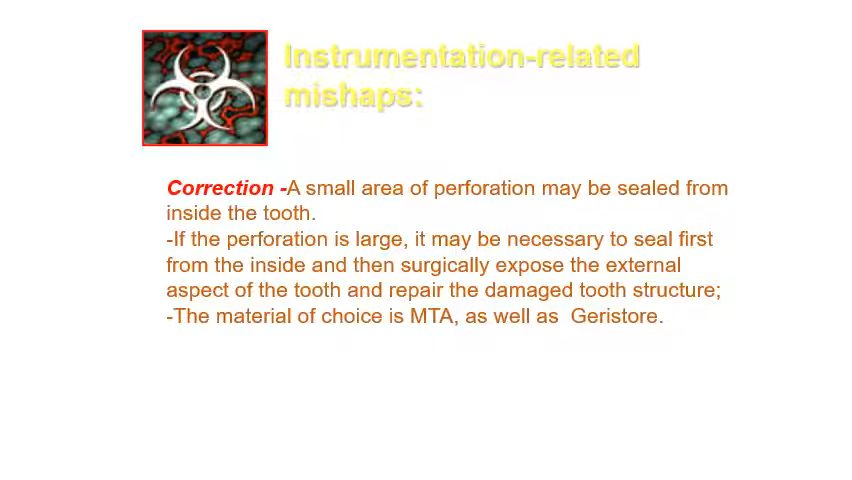 Instrumentation-related
mishaps:
Correction -A small area of perforation may be sealed from
inside the tooth.
-If the perforation is large, it may be necessary to seal first
from the inside and then surgically expose the external
aspect of the tooth and repair the damaged tooth structure;
-The material of choice is MTA, as well as  Geristore.